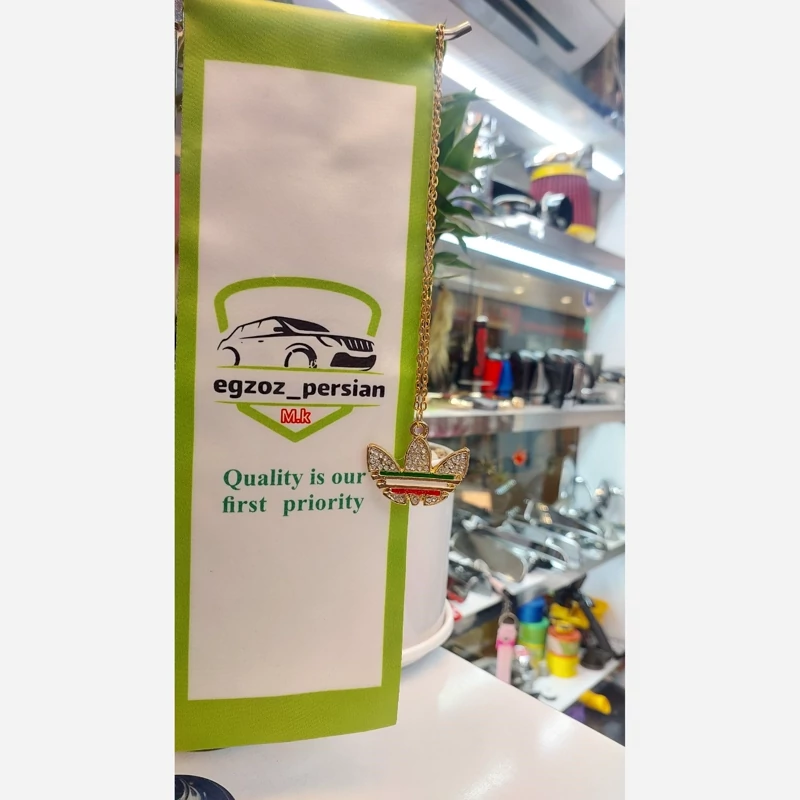 egzoz_persian
M.k
Quality is our
first priority